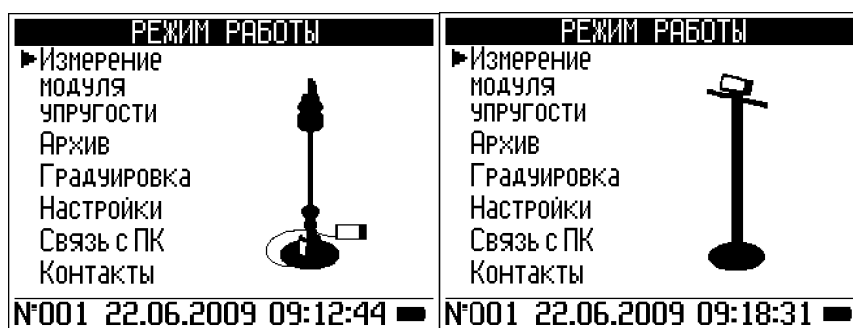 РЕЖИМ РАБОТЫ
Измерение
модуля
упругости
Архив
Градуировка
Настройки
Связь с ПК
Контакты
№001 22.06.2009 09:12:44
РЕЖИМ РАБОТЫ
Измерение
модуля
упругости
Архив
Градуировка
Настройки
Связь с ПК
Контакты
№001 22.06.2009 09:18:31